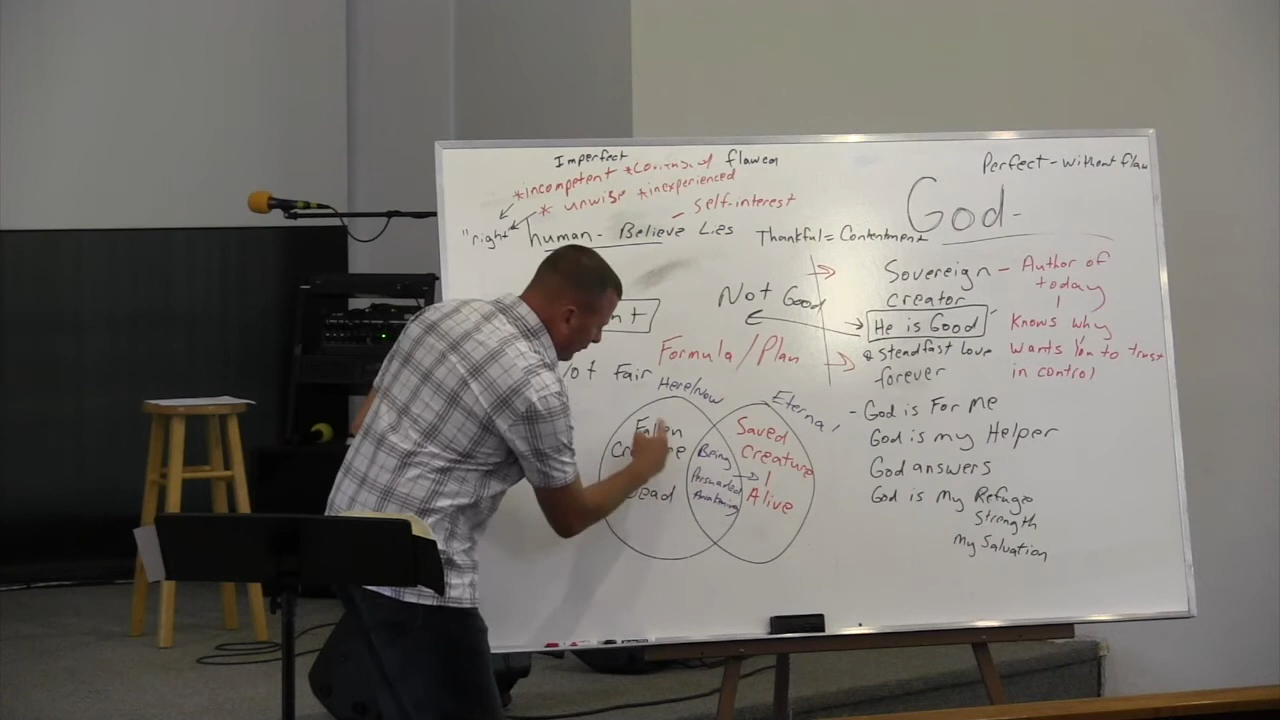 Imperfect
flawed
*incompetent
* unwise *inexperienced
- self-interest
"right"
human - Believe Lies
Thankful = Contentment
Perfect - without flaw
God -
Sovereign - Author of
today
creator
He is Good
Knows why
Steadfast Love
forever
Wants You to trust
in control
Not Good
Formula/Plan
Fair
Here/Now
Fallen
Dead
Being
Persuaded
Awakening
Saved
Creature
Alive
- God is For me
God is my Helper
God answers
God is My Refuge
Strength
My Salvation